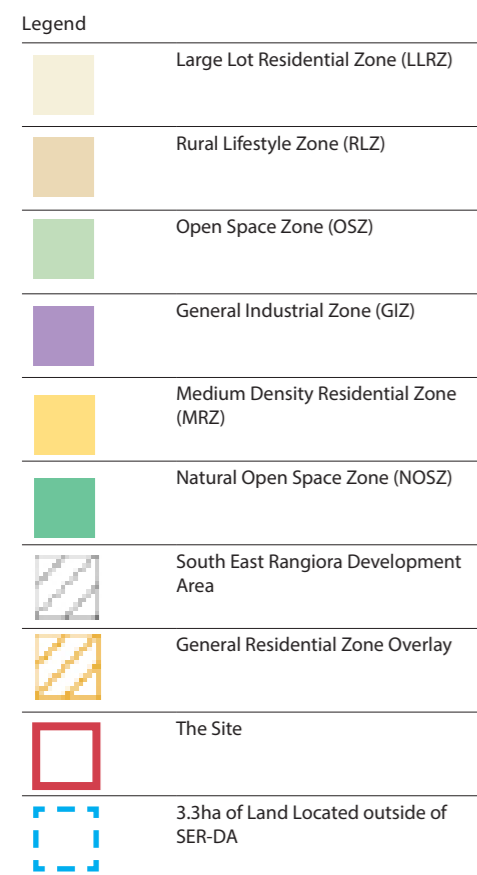 Legend
Large Lot Residential Zone (LLRZ)
Rural Lifestyle Zone (RLZ)
Open Space Zone (OSZ)
General Industrial Zone (GIZ)
Medium Density Residential Zone
(MRZ)
Natural Open Space Zone (NOSZ)
South East Rangiora Development
Area
General Residential Zone Overlay
The Site
3.3ha of Land Located outside of
SER-DA